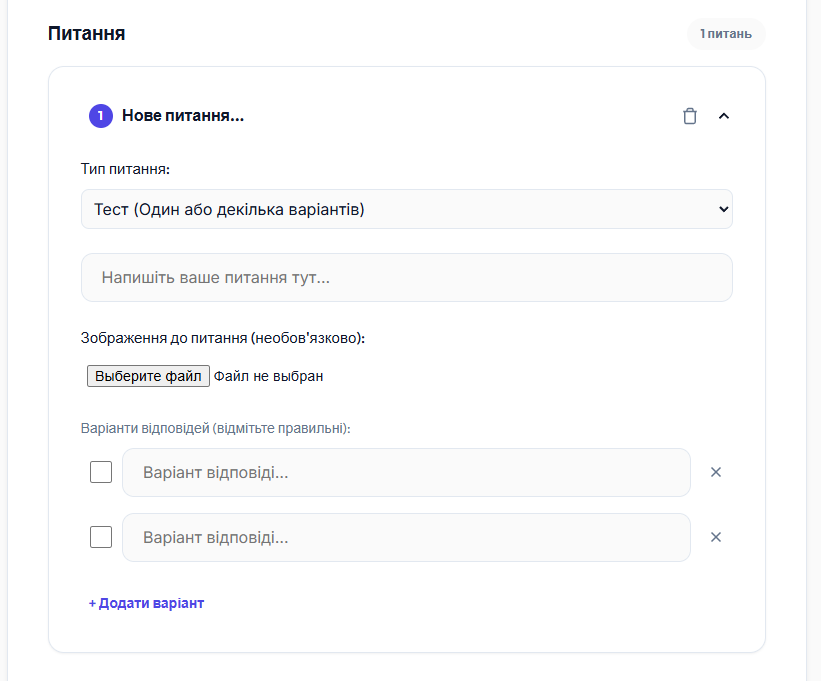 Питання
1 питань
1 Нове питання...
Тип питання:
Тест (Один або декілька варіантів)
Напишіть ваше питання тут...
Зображення до питання (необов'язково):
Выберите файл Файл не выбран
Варіанти відповідей (відмітьте правильні):
Варіант відповіді...
Варіант відповіді...
+ Додати варіант